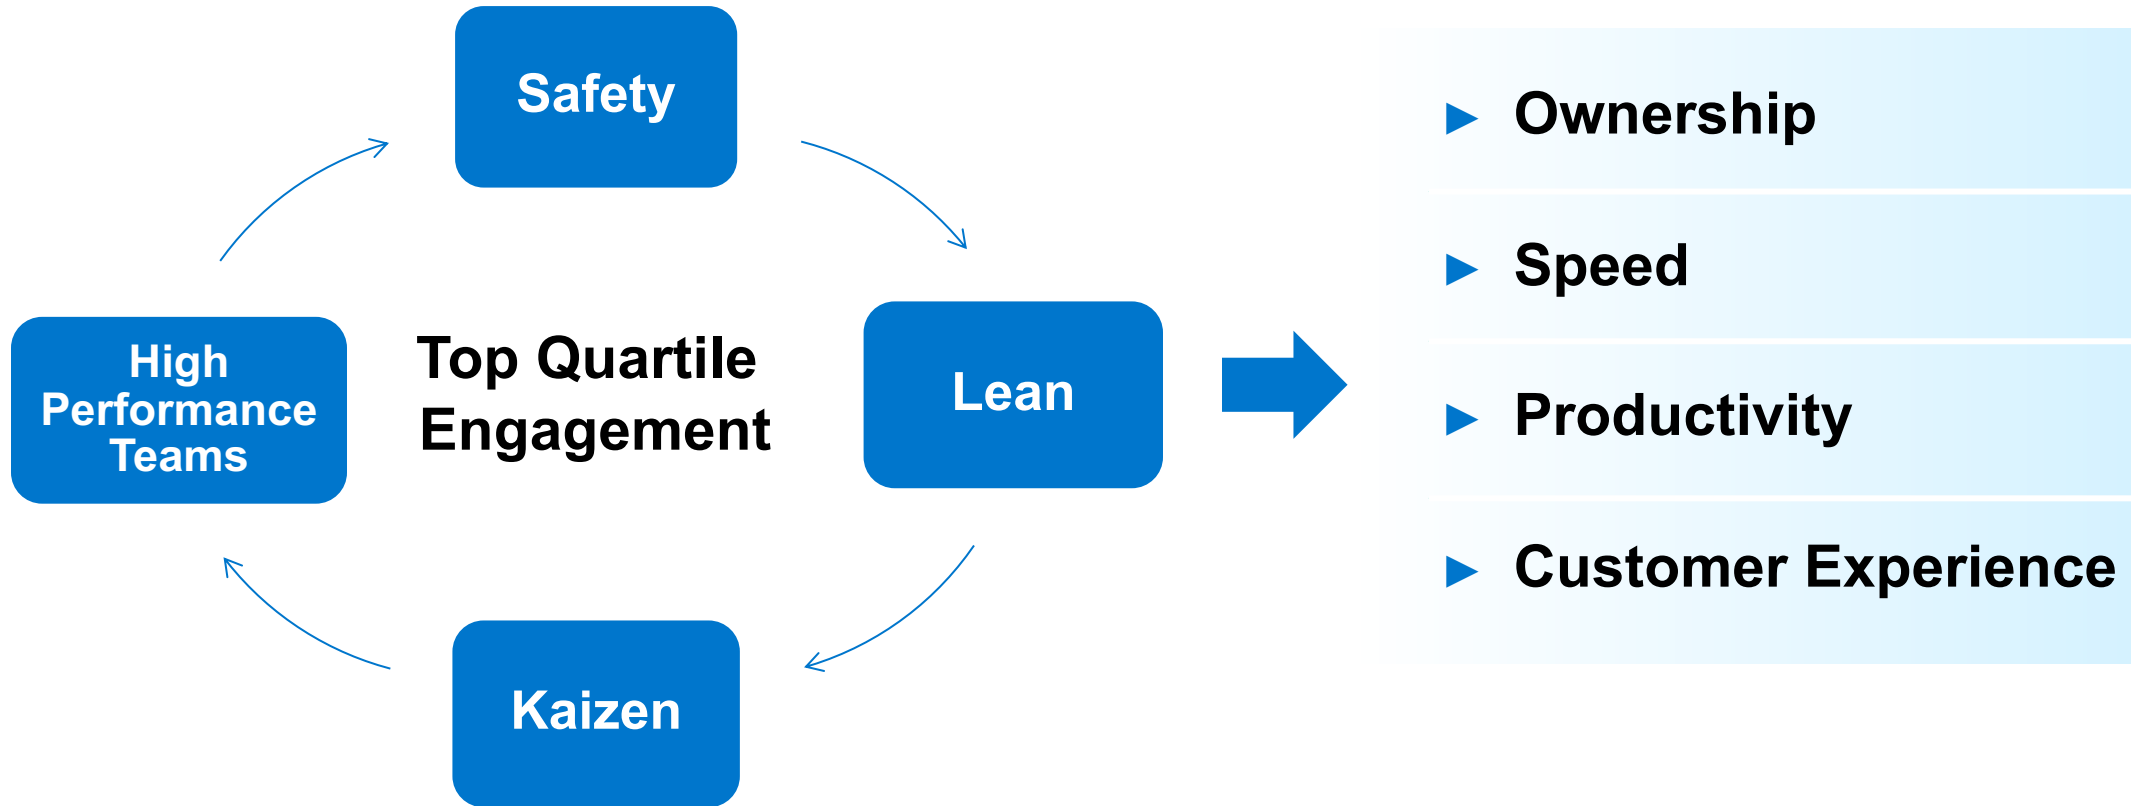 Safety
High
Performance
Teams
Top Quartile
Engagement
Lean
Kaizen
Ownership
Speed
Productivity
Customer Experience